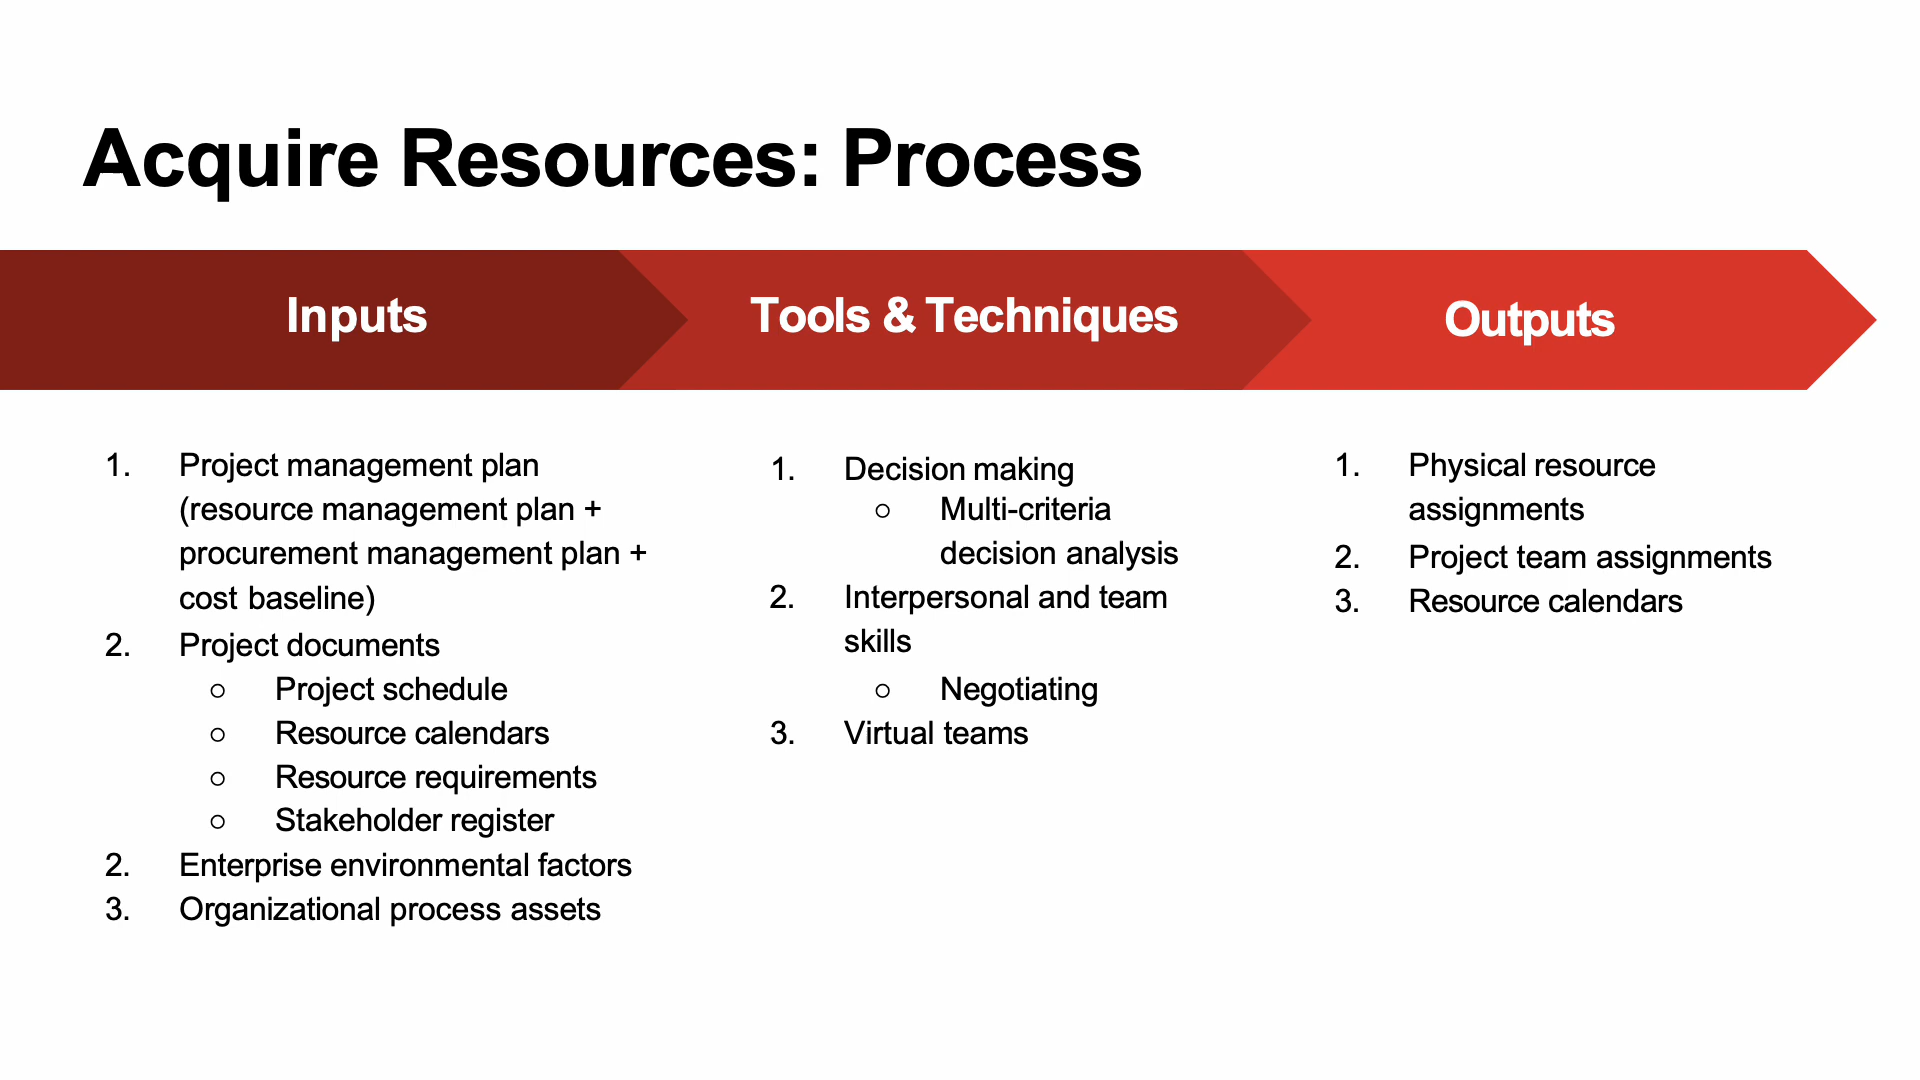 Acquire Resources: Process
Inputs
Tools & Techniques
Outputs
1. Project management plan
(resource management plan +
procurement management plan +
cost baseline)
2. Project documents
○ Project schedule
○ Resource calendars
○ Resource requirements
○ Stakeholder register
2. Enterprise environmental factors
3. Organizational process assets
1. Decision making
○ Multi-criteria
decision analysis
2. Interpersonal and team
skills
○ Negotiating
3. Virtual teams
1. Physical resource
assignments
2. Project team assignments
3. Resource calendars